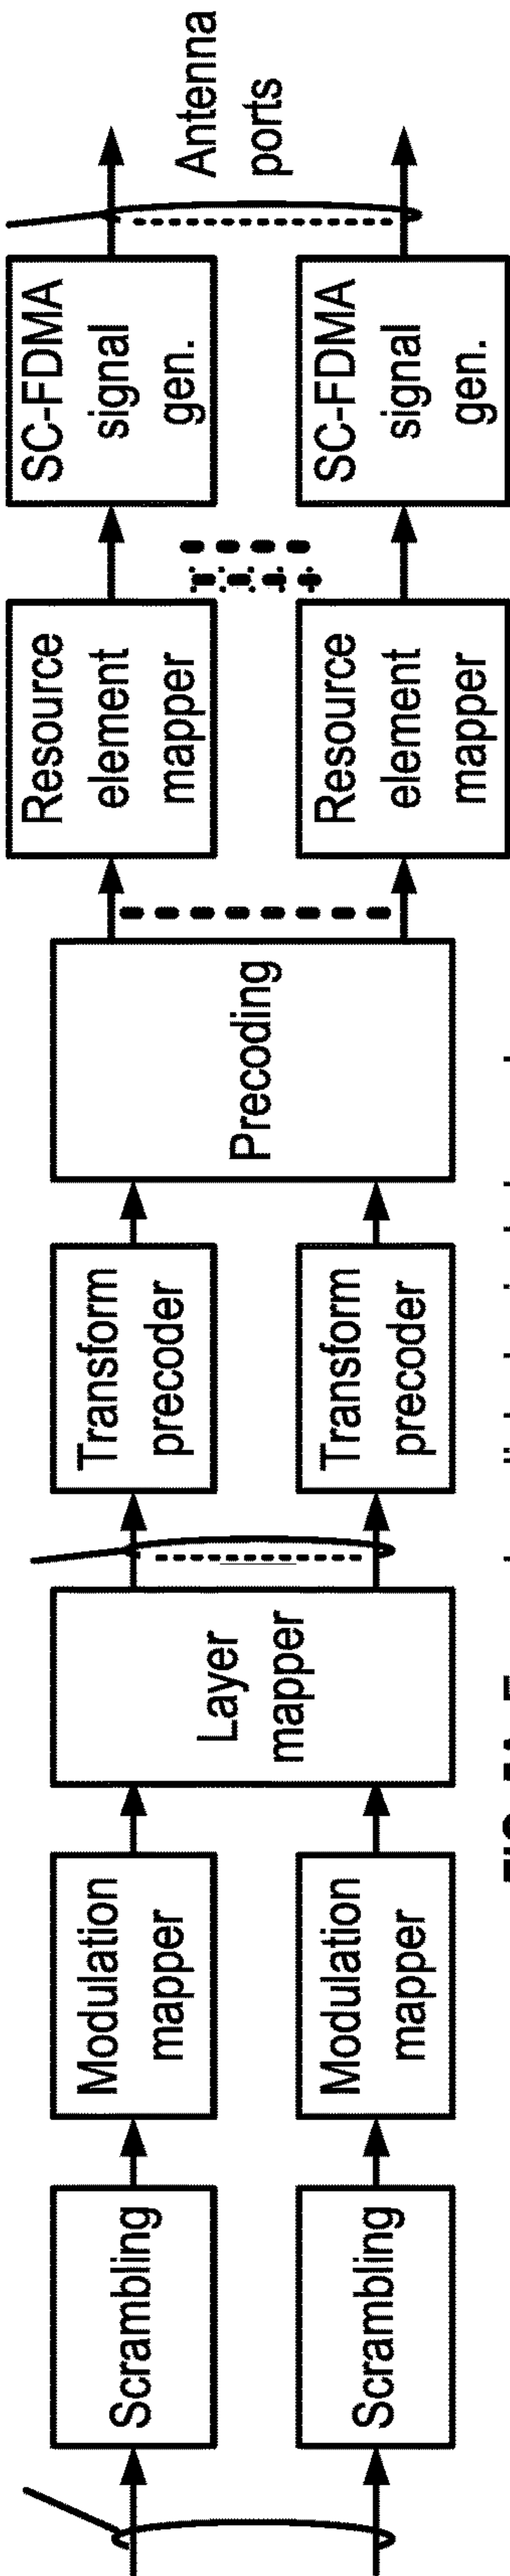 Scrambling
Modulation
mapper
Layer
mapper
Transform
precoder
Precoding
Resource
element
mapper
SC-FDMA
signal
gen.
Antenna
ports
Scrambling
Modulation
mapper
Transform
precoder
Resource
element
mapper
SC-FDMA
signal
gen.